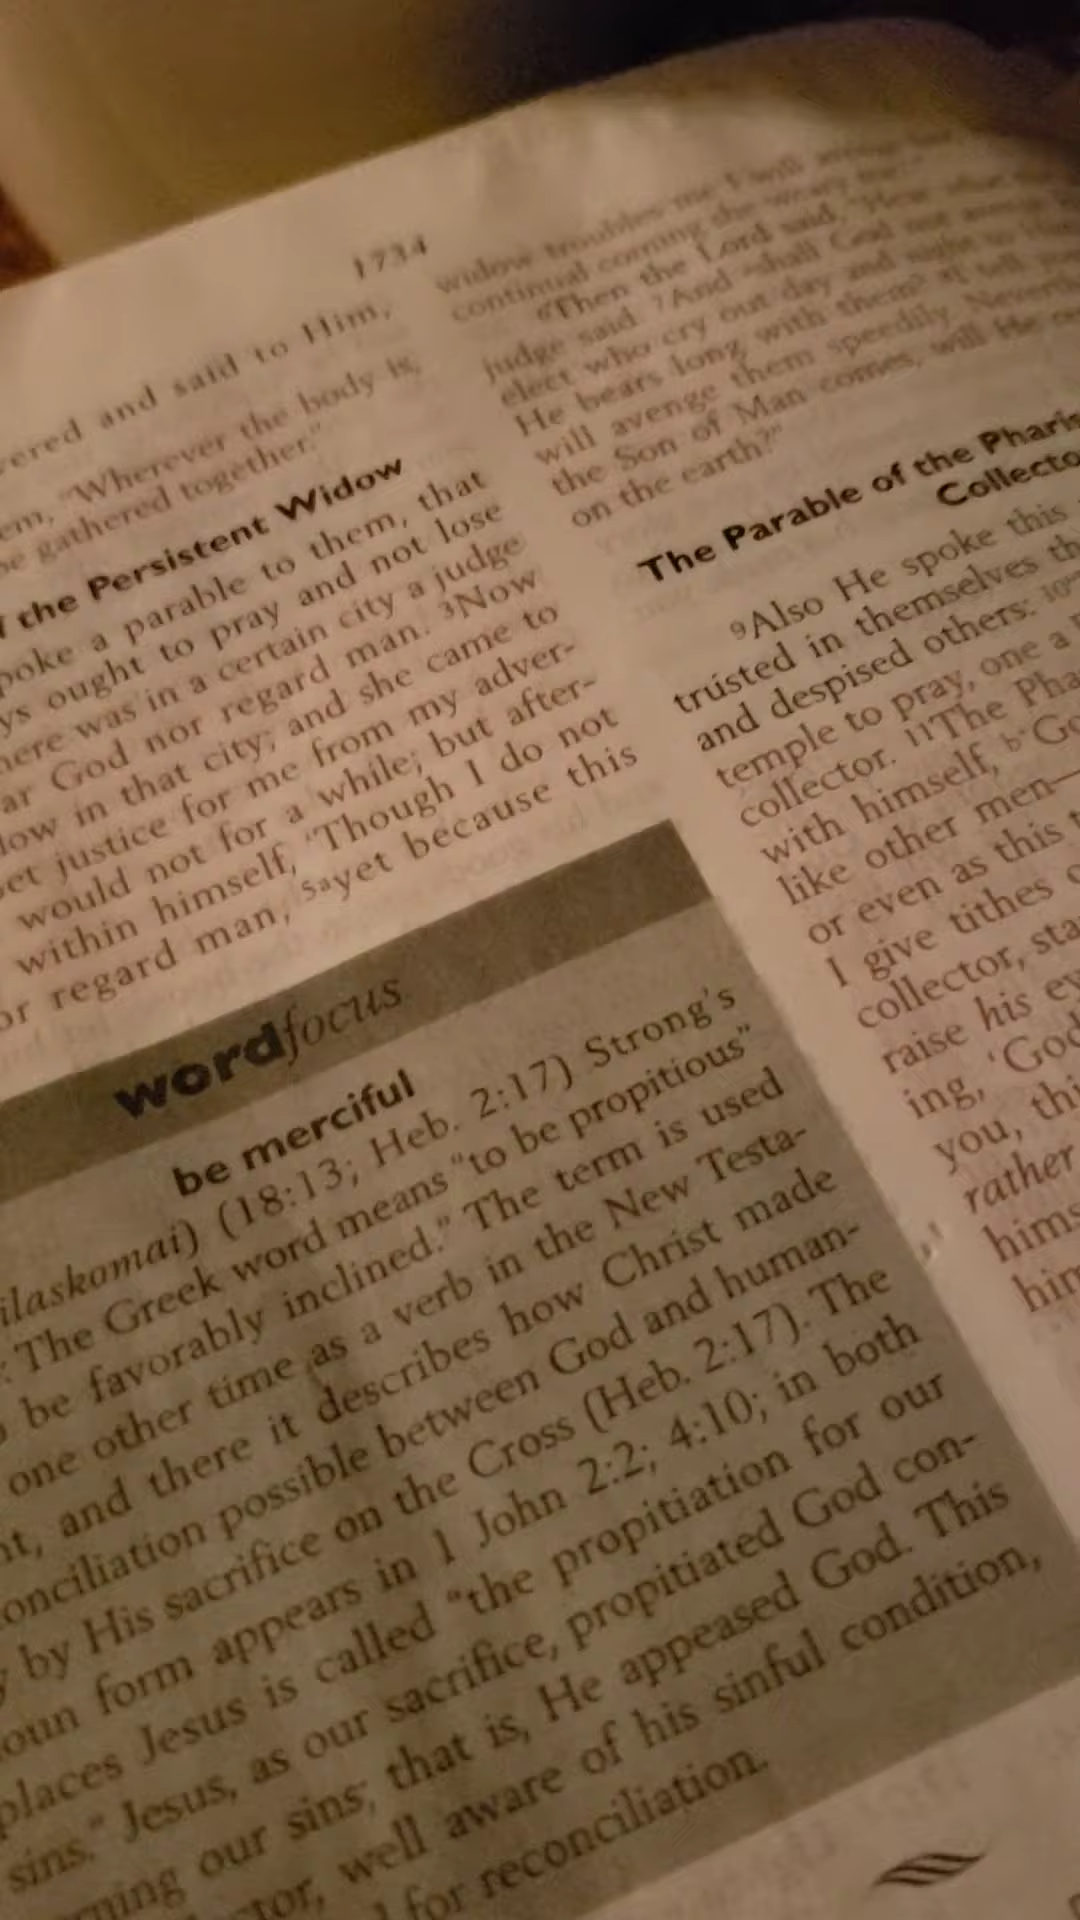 1734
ered and said to Him,
em, "Wherever the body is,
be gathered together."
the Persistent Widow
poke a parable to them, that
ys ought to pray and not lose
here was in a certain city a judge
ar God nor regard man. 3Now
low in that city; and she came to
et justice for me from my adver-
would not for a while; but after-
within himself, 'Though I do not
or regard man, 5ayet because this
wordfocus
be merciful
ilaskomai) (18:13; Heb. 2:17) Strong's
: The Greek word means "to be propitious"
be favorably inclined." The term is used
one other time as a verb in the New Testa-
nt, and there it describes how Christ made
onciliation possible between God and human-
y by His sacrifice on the Cross (Heb. 2:17). The
oun form appears in 1 John 2:2; 4:10; in both
places Jesus is called "the propitiation for our
sins." Jesus, as our sacrifice, propitiated God con-
rning our sins; that is, He appeased God. This
ctor, well aware of his sinful condition,
for reconciliation.
widow troubles me I will
continual coming she weary me.'"
"Then the Lord said, "Hear what
judge said. 7And shall God not avenge
elect who cry out day and night to
He bears long with them? I tell
will avenge them speedily. Neverth
the Son of Man comes, will He
on the earth?"
The Parable of the Pharis
Collecto
9Also He spoke this
trusted in themselves th
and despised others: 10
temple to pray, one a
collector. 11The Pha
with himself, b'Go
like other men—
or even as this t
I give tithes o
collector, sta
raise his ey
ing, 'God
you, thi
rather
hims
him